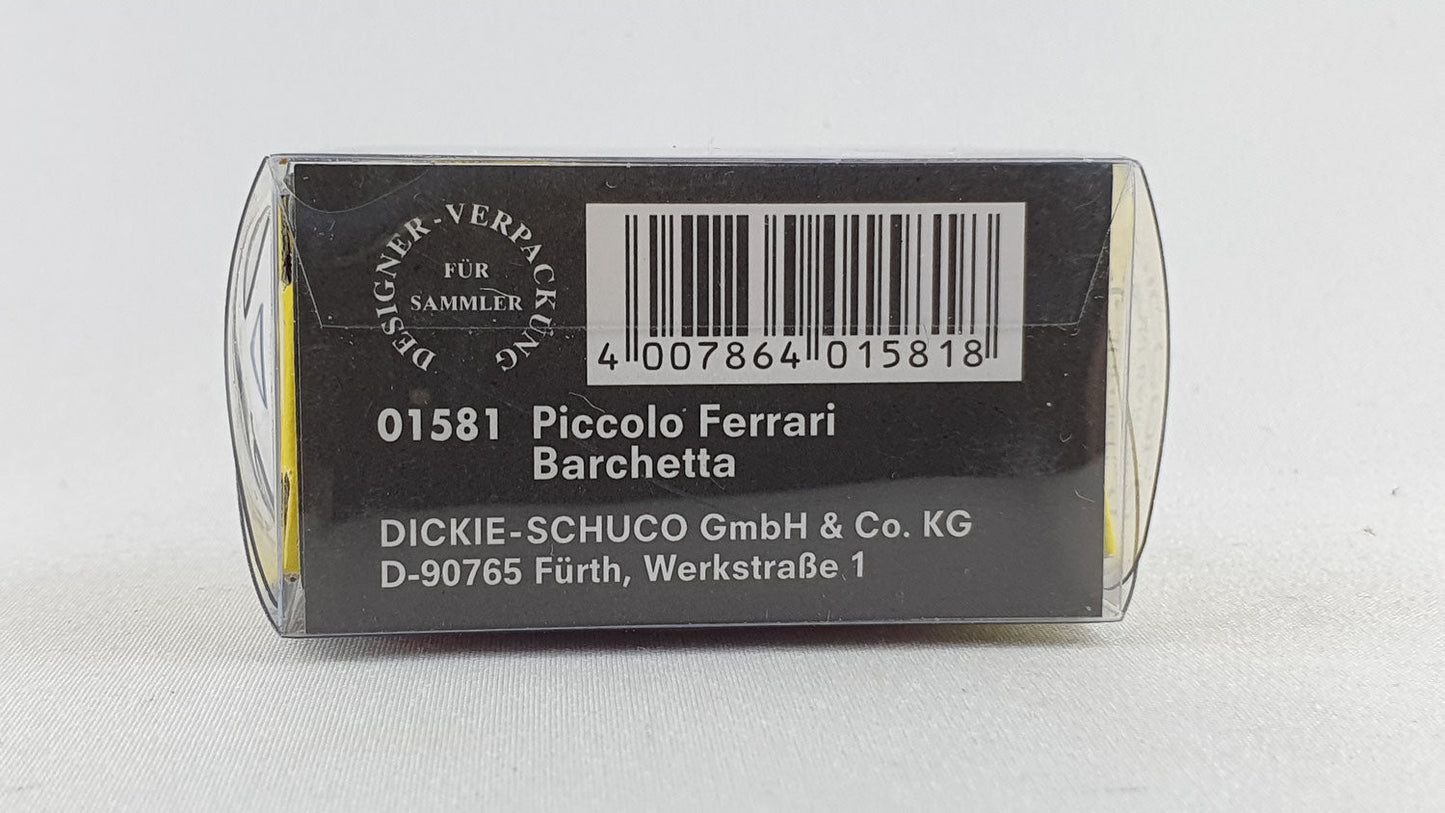 DESIGNER-VERPACKUNG
FÜR
SAMMLER
4 007864 015818
01581 Piccolo Ferrari
Barchetta
DICKIE-SCHUCO GmbH & Co. KG
D-90765 Fürth, Werkstraße 1